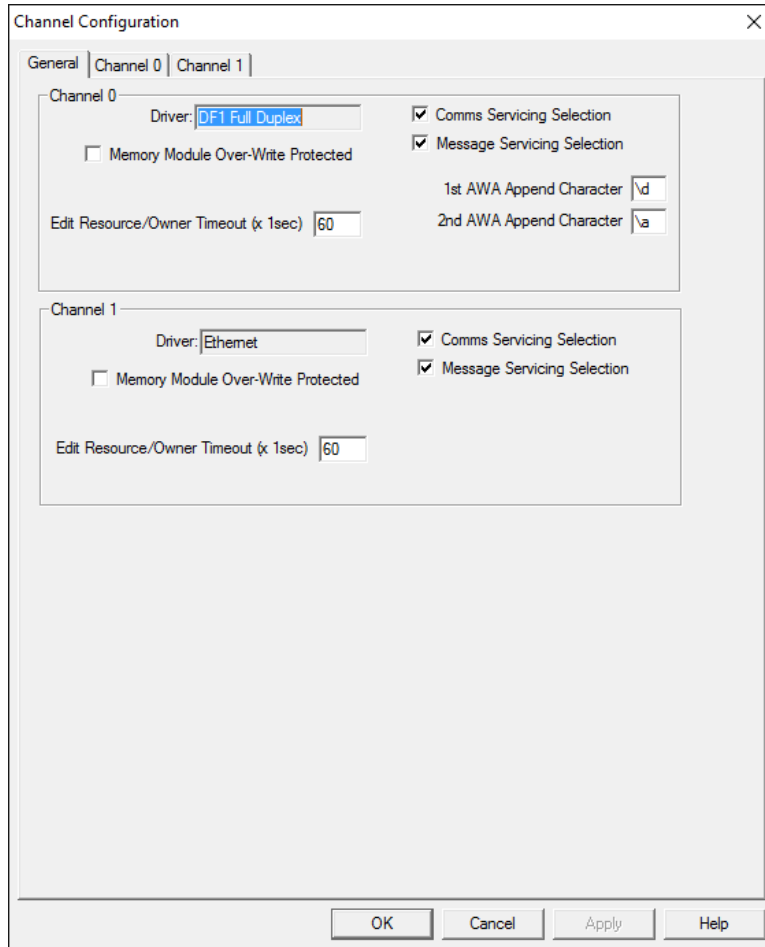 Channel Configuration
General Channel 0 Channel 1
Channel 0
Driver: DF1 Full Duplex
Comms Servicing Selection
Memory Module Over-Write Protected
Message Servicing Selection
1st AWA Append Character \d
Edit Resource/Owner Timeout (x 1sec) 60
2nd AWA Append Character \a
Channel 1
Driver: Ethernet
Comms Servicing Selection
Memory Module Over-Write Protected
Message Servicing Selection
Edit Resource/Owner Timeout (x 1sec) 60
OK Cancel Apply Help